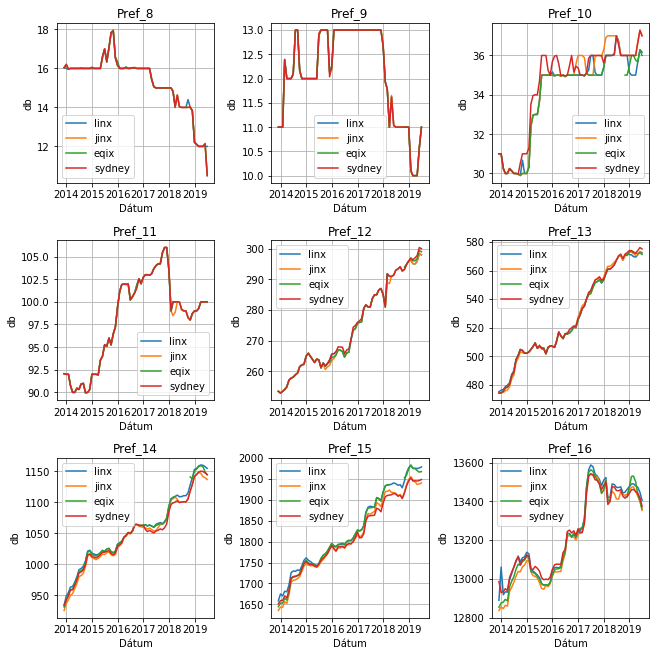 Pref_8
16
14
12
db
linx
jinx
eqix
sydney
2014 2015 2016 2017 2018 2019
Dátum
Pref_9
13.0
12.5
12.0
11.5
11.0
10.5
10.0
db
linx
jinx
eqix
sydney
2014 2015 2016 2017 2018 2019
Dátum
Pref_10
36
34
32
30
db
linx
jinx
eqix
sydney
2014 2015 2016 2017 2018 2019
Dátum
Pref_11
105.0
102.5
100.0
97.5
95.0
92.5
90.0
db
linx
jinx
eqix
sydney
2014 2015 2016 2017 2018 2019
Dátum
Pref_12
300
290
280
270
260
db
linx
jinx
eqix
sydney
2014 2015 2016 2017 2018 2019
Dátum
Pref_13
580
560
540
520
500
480
db
linx
jinx
eqix
sydney
2014 2015 2016 2017 2018 2019
Dátum
Pref_14
1150
1100
1050
1000
950
db
linx
jinx
eqix
sydney
2014 2015 2016 2017 2018 2019
Dátum
Pref_15
2000
1950
1900
1850
1800
1750
1700
1650
db
linx
jinx
eqix
sydney
2014 2015 2016 2017 2018 2019
Dátum
Pref_16
13600
13400
13200
13000
12800
db
linx
jinx
eqix
sydney
2014 2015 2016 2017 2018 2019
Dátum